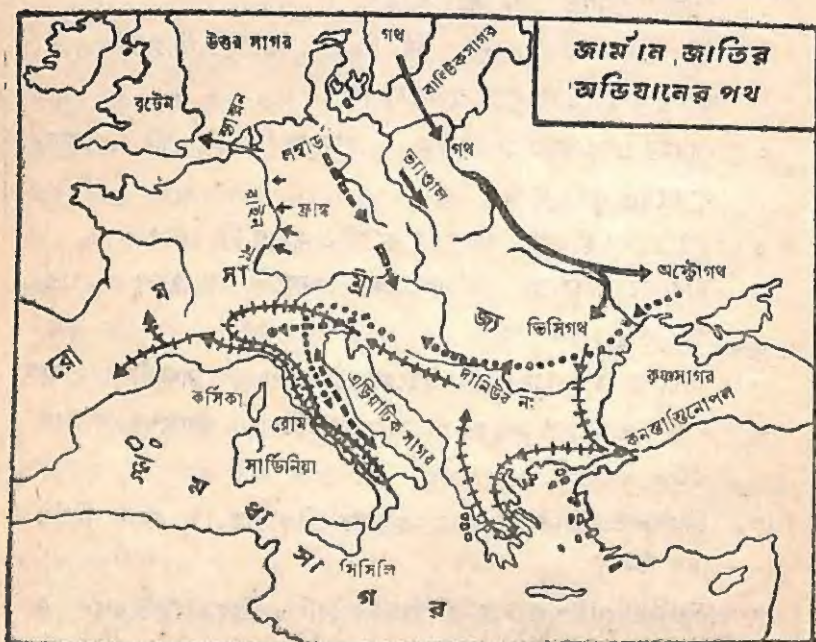 জার্মান জাতির
অভিযানের পথ
উত্তর সাগর
গথ
বাল্টিকসাগর
বৃটেন
স্যাক্সন
লম্বার্ড
ভ্যাণ্ডাল
গথ
ফ্রাঙ্ক
রাইন নঃ
অস্ট্রোগথ
ভিসিগথ
রো ম সা ম্রা জ্য
দানিউব নঃ
কৃষ্ণসাগর
কনস্তান্তিনোপল
এড্রিয়াটিক সাগর
কর্সিকা
রোম
সার্ডিনিয়া
সিসিলি
ভূ ম ধ্য সা গ র